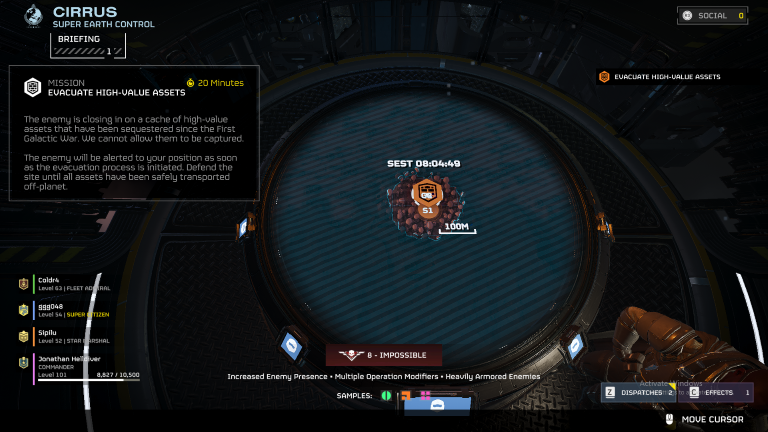 CIRRUS
SUPER EARTH CONTROL
BRIEFING
1
SOCIAL 0
MISSION
20 Minutes
EVACUATE HIGH-VALUE ASSETS
The enemy is closing in on a cache of high-value
assets that have been sequestered since the First
Galactic War. We cannot allow them to be captured.
The enemy will be alerted to your position as soon
as the evacuation process is initiated. Defend the
site until all assets have been safely transported
off-planet.
EVACUATE HIGH-VALUE ASSETS
SEST 08:04:49
S1
100M
Coldr4
Level 63 | FLEET ADMIRAL
ggg048
Level 54 | SUPER CITIZEN
Sipilu
Level 52 | STAR MARSHAL
Jonathan Helldiver
COMMANDER
Level 101 8,827 / 10,500
8 - IMPOSSIBLE
Increased Enemy Presence • Multiple Operation Modifiers • Heavily Armored Enemies
SAMPLES:
Activate Windows
Z DISPATCHES 2
C EFFECTS 1
MOVE CURSOR